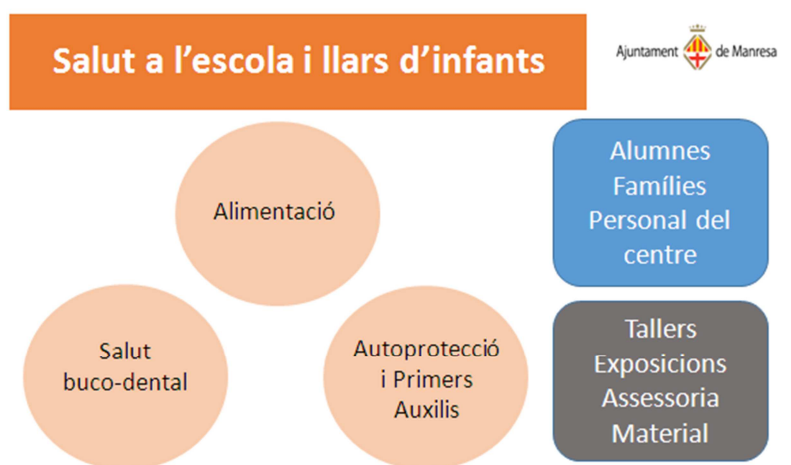 Salut a l’escola i llars d’infants
Ajuntament de Manresa
Alimentació
Salut
buco-dental
Autoprotecció
i Primers
Auxilis
Alumnes
Famílies
Personal del
centre
Tallers
Exposicions
Assessoria
Material